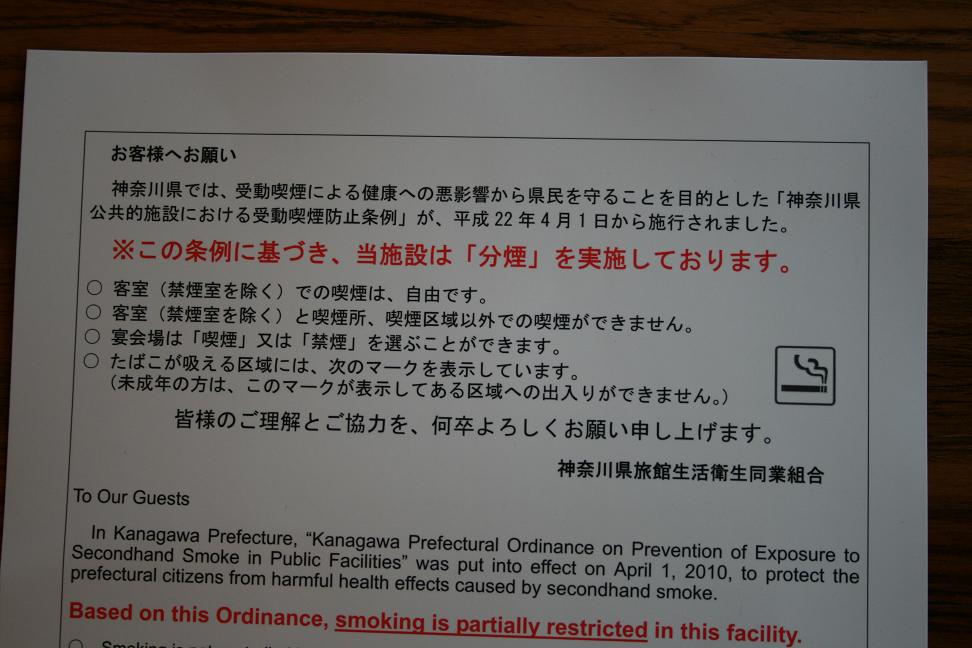 お客様へお願い
神奈川県では、受動喫煙による健康への悪影響から県民を守ることを目的とした「神奈川県
公共的施設における受動喫煙防止条例」が、平成 22 年 4 月 1 日から施行されました。
※この条例に基づき、当施設は「分煙」を実施しております。
○ 客室（禁煙室を除く）での喫煙は、自由です。
○ 客室（禁煙室を除く）と喫煙所、喫煙区域以外での喫煙ができません。
○ 宴会場は「喫煙」又は「禁煙」を選ぶことができます。
○ たばこが吸える区域には、次のマークを表示しています。
（未成年の方は、このマークが表示してある区域への出入りができません。）
皆様のご理解とご協力を、何卒よろしくお願い申し上げます。
神奈川県旅館生活衛生同業組合
To Our Guests
In Kanagawa Prefecture, “Kanagawa Prefectural Ordinance on Prevention of Exposure to
Secondhand Smoke in Public Facilities” was put into effect on April 1, 2010, to protect the
prefectural citizens from harmful health effects caused by secondhand smoke.
Based on this Ordinance, smoking is partially restricted in this facility.
○ Smoking is